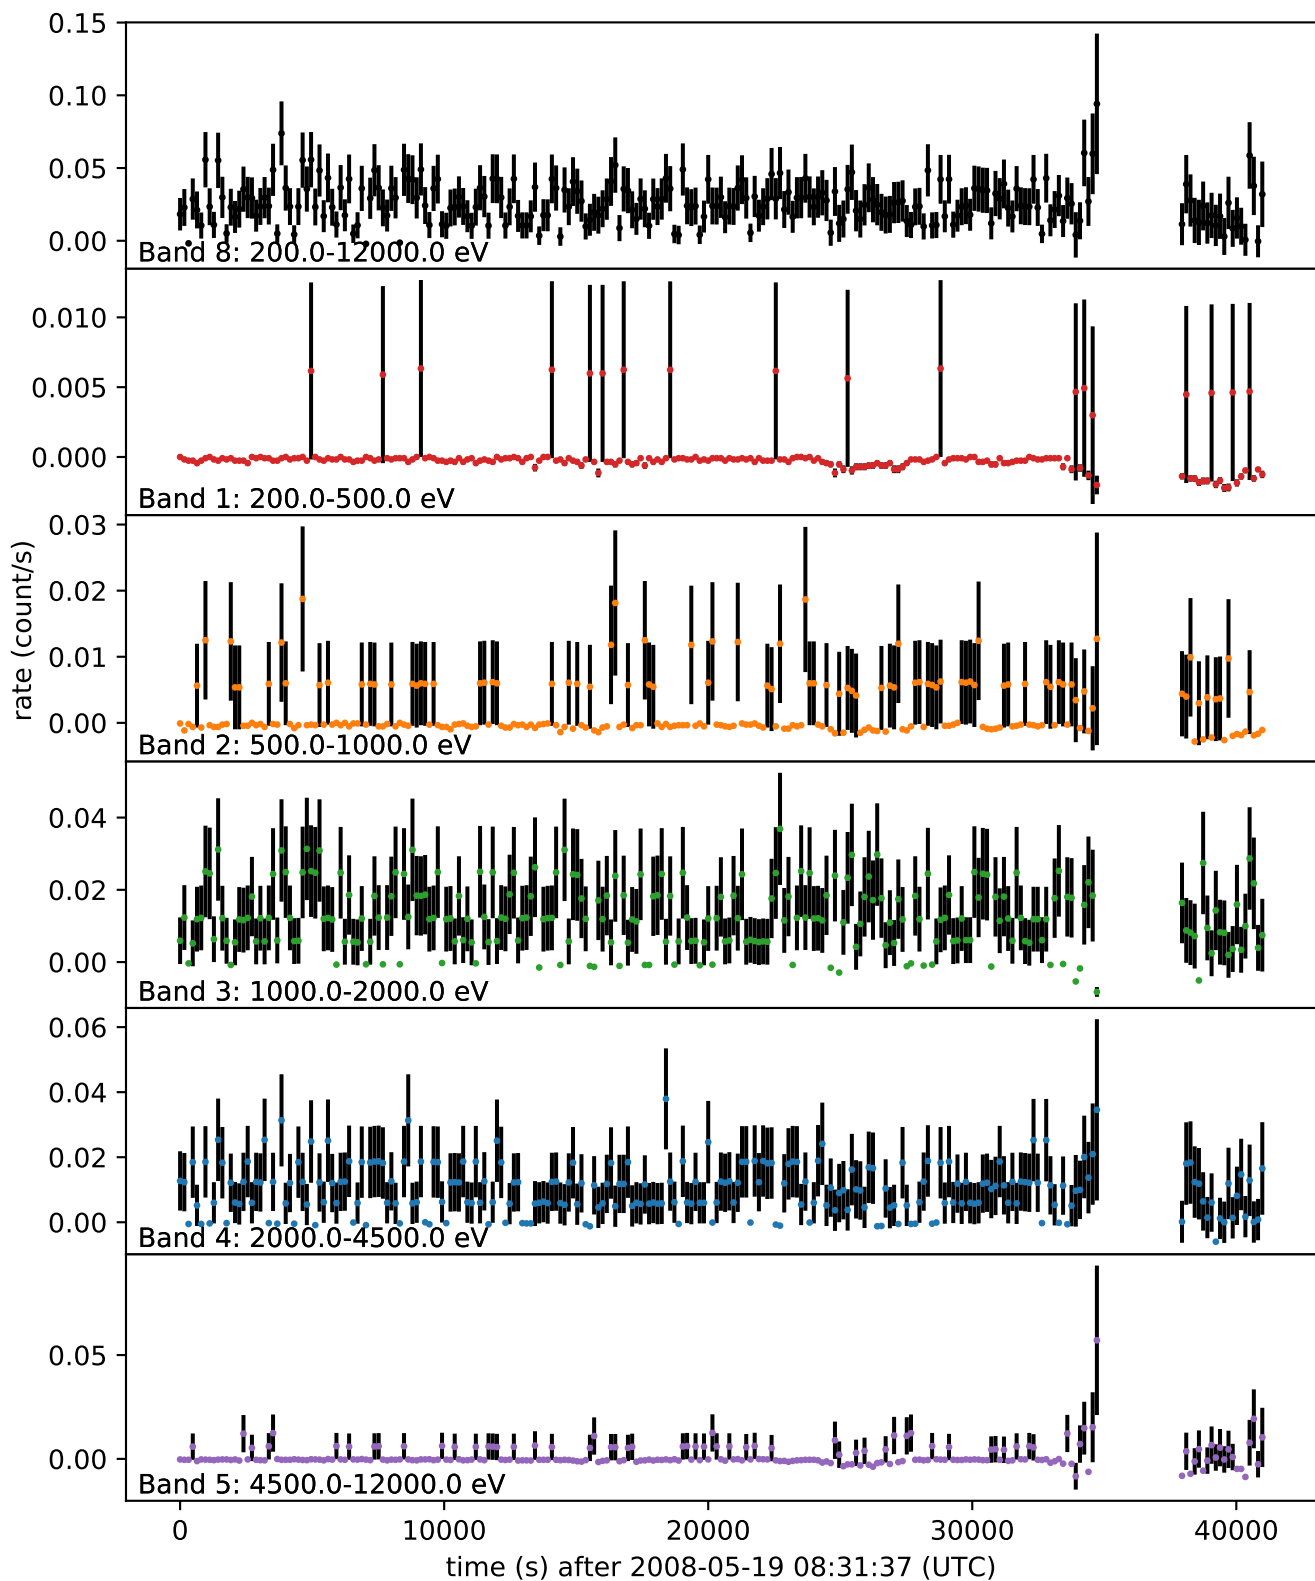 0.15
0.10
0.05
0.00
Band 8: 200.0-12000.0 eV
0.010
0.005
0.000
Band 1: 200.0-500.0 eV
rate (count/s)
0.03
0.02
0.01
0.00
Band 2: 500.0-1000.0 eV
0.04
0.02
0.00
Band 3: 1000.0-2000.0 eV
0.06
0.04
0.02
0.00
Band 4: 2000.0-4500.0 eV
0.05
0.00
Band 5: 4500.0-12000.0 eV
0 10000 20000 30000 40000
time (s) after 2008-05-19 08:31:37 (UTC)